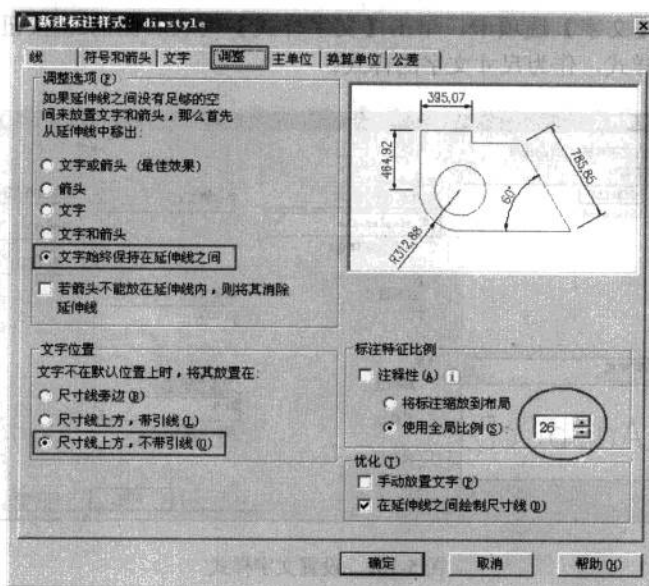 新建标注样式: dimstyle
线
符号和箭头
文字
调整
主单位
换算单位
公差
调整选项(F)
如果延伸线之间没有足够的空
间来放置文字和箭头，那么首先
从延伸线中移出:
文字或箭头 (最佳效果)
箭头
文字
文字和箭头
文字始终保持在延伸线之间
若箭头不能放在延伸线内，则将其消除
延伸线
395,07
464,92
785,85
60°
R312,88
文字位置
文字不在默认位置上时，将其放置在:
尺寸线旁边(B)
尺寸线上方，带引线(L)
尺寸线上方，不带引线(O)
标注特征比例
注释性(A)
将标注缩放到布局
使用全局比例(S):
26
优化(T)
手动放置文字(P)
在延伸线之间绘制尺寸线(D)
确定
取消
帮助(H)